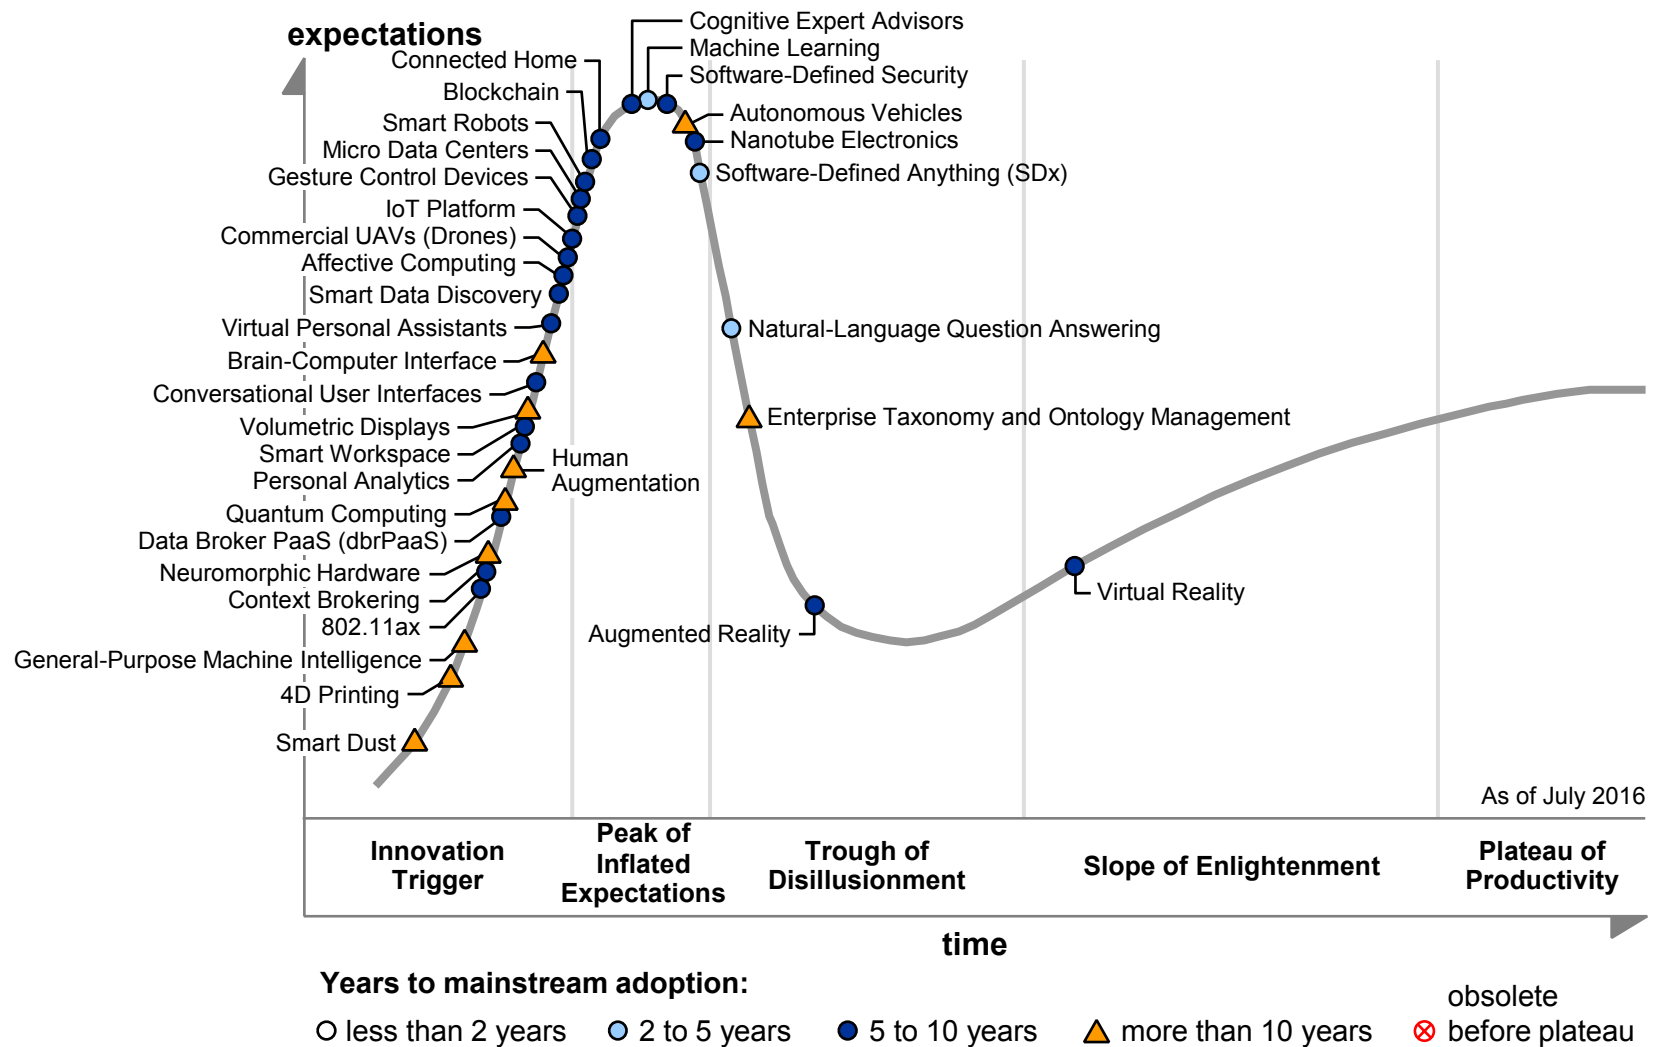 expectations
Cognitive Expert Advisors
Machine Learning
Connected Home
Software-Defined Security
Blockchain
Autonomous Vehicles
Smart Robots
Nanotube Electronics
Micro Data Centers
Software-Defined Anything (SDx)
Gesture Control Devices
IoT Platform
Commercial UAVs (Drones)
Affective Computing
Smart Data Discovery
Virtual Personal Assistants
Natural-Language Question Answering
Brain-Computer Interface
Conversational User Interfaces
Enterprise Taxonomy and Ontology Management
Volumetric Displays
Smart Workspace
Human
Augmentation
Personal Analytics
Quantum Computing
Data Broker PaaS (dbrPaaS)
Neuromorphic Hardware
Context Brokering
Virtual Reality
802.11ax
Augmented Reality
General-Purpose Machine Intelligence
4D Printing
Smart Dust
As of July 2016
Innovation
Trigger
Peak of
Inflated
Expectations
Trough of
Disillusionment
Slope of Enlightenment
Plateau of
Productivity
time
Years to mainstream adoption:
less than 2 years
2 to 5 years
5 to 10 years
more than 10 years
obsolete
before plateau